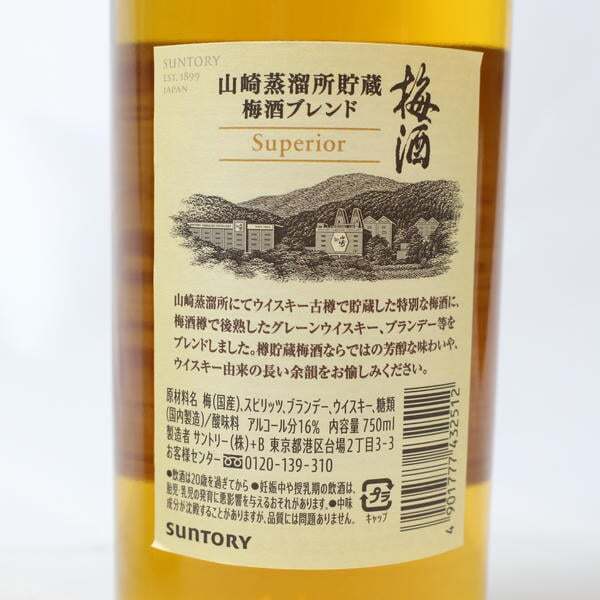 SUNTORY
EST. 1899
JAPAN
山崎蒸溜所貯蔵
梅酒ブレンド
Superior
梅酒
山崎蒸溜所にてウイスキー古樽で貯蔵した特別な梅酒に、
梅酒樽で後熟したグレーンウイスキー、ブランデー等を
ブレンドしました。樽貯蔵梅酒ならではの芳醇な味わいや、
ウイスキー由来の長い余韻をお愉しみください。
原材料名 梅(国産)、スピリッツ、ブランデー、ウイスキー、糖類
(国内製造)/酸味料 アルコール分16% 内容量 750ml
製造者 サントリー(株)+B 東京都港区台場2丁目3-3
お客様センター 0120-139-310
●飲酒は20歳を過ぎてから ●妊娠中や授乳期の飲酒は、
胎児・乳児の発育に悪影響を与えるおそれがあります。●中味
成分が沈殿することがありますが、品質には問題ありません。
プラ
キャップ
SUNTORY
4 901777 432512